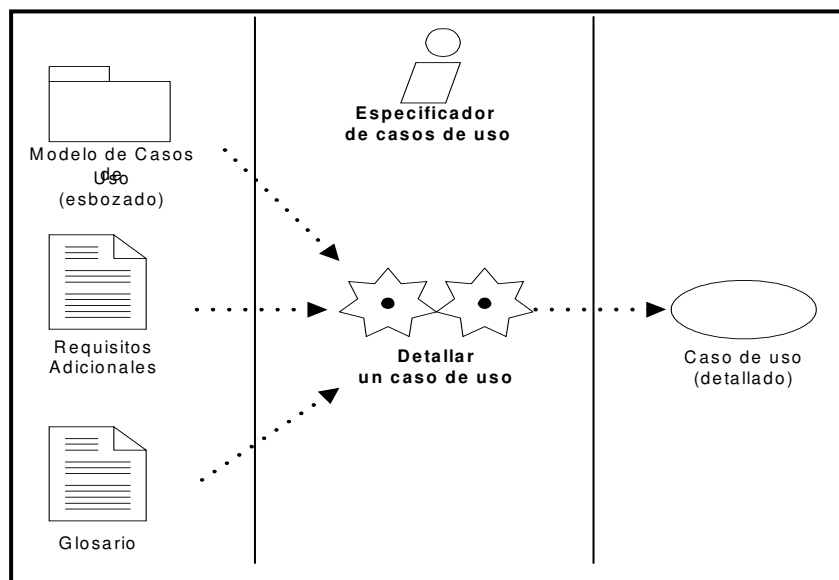 Modelo de Casos
de
Uso
(esbozado)
Requisitos
Adicionales
Glosario
Especificador
de casos de uso
Detallar
un caso de uso
Caso de uso
(detallado)